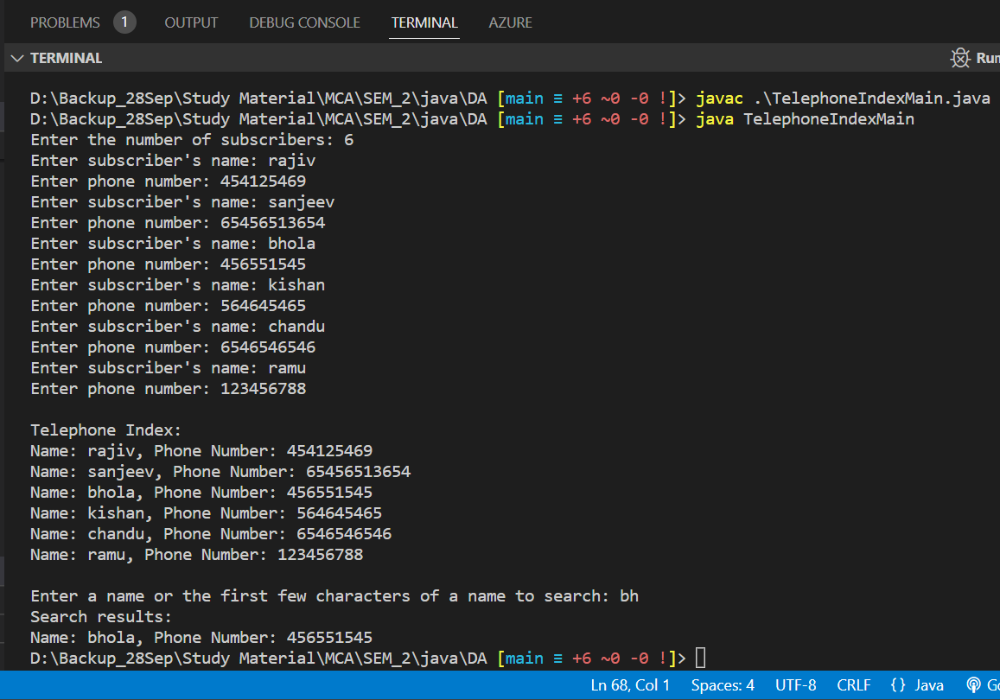 PROBLEMS 1 OUTPUT DEBUG CONSOLE TERMINAL AZURE
TERMINAL Run
D:\Backup_28Sep\Study Material\MCA\SEM_2\java\DA [main ≡ +6 ~0 -0 !]> javac .\TelephoneIndexMain.java
D:\Backup_28Sep\Study Material\MCA\SEM_2\java\DA [main ≡ +6 ~0 -0 !]> java TelephoneIndexMain
Enter the number of subscribers: 6
Enter subscriber's name: rajiv
Enter phone number: 454125469
Enter subscriber's name: sanjeev
Enter phone number: 65456513654
Enter subscriber's name: bhola
Enter phone number: 456551545
Enter subscriber's name: kishan
Enter phone number: 564645465
Enter subscriber's name: chandu
Enter phone number: 6546546546
Enter subscriber's name: ramu
Enter phone number: 123456788
Telephone Index:
Name: rajiv, Phone Number: 454125469
Name: sanjeev, Phone Number: 65456513654
Name: bhola, Phone Number: 456551545
Name: kishan, Phone Number: 564645465
Name: chandu, Phone Number: 6546546546
Name: ramu, Phone Number: 123456788
Enter a name or the first few characters of a name to search: bh
Search results:
Name: bhola, Phone Number: 456551545
D:\Backup_28Sep\Study Material\MCA\SEM_2\java\DA [main ≡ +6 ~0 -0 !]>
Ln 68, Col 1 Spaces: 4 UTF-8 CRLF {} Java Go